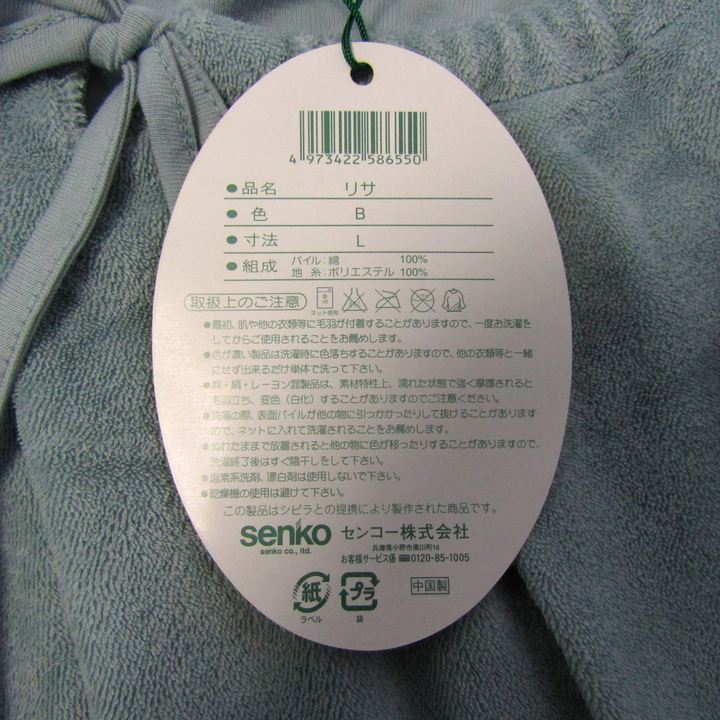 4 973422 586550
●品名 リサ
●色 B
●寸法 L
●組成 パイル:綿 100%
地 糸:ポリエステル 100%
取扱上のご注意
ネット使用
●最初、肌や他の衣類等に毛羽が付着することがありますので、一度お洗濯を
してからご使用されることをお薦めします。
●色が濃い製品は洗濯時に色落ちすることがありますので、他の衣類等と一緒
にせず出来るだけ単体で洗って下さい。
●麻・絹・レーヨン混製品は、素材特性上、濡れた状態で強く摩擦されると
毛羽立ち、変色(白化)することがありますのでご注意ください。
●洗濯の際、表面パイルが他の物に引っかかったりして抜けることがあります
ので、ネットに入れて洗濯されることをお薦めします。
●ぬれたままで放置されると他の物に色が移ったりすることがありますので、
洗濯終了後はすぐ陰干しをして下さい。
●塩素系洗剤、漂白剤は使用しないで下さい。
●乾燥機の使用は避けて下さい。
この製品はシビラとの提携により製作された商品です。
senko センコー株式会社
senko co., ltd.
兵庫県小野市黒川町16
お客様サービス係 0120-85-1005
紙 プラ 中国製
ラベル 袋